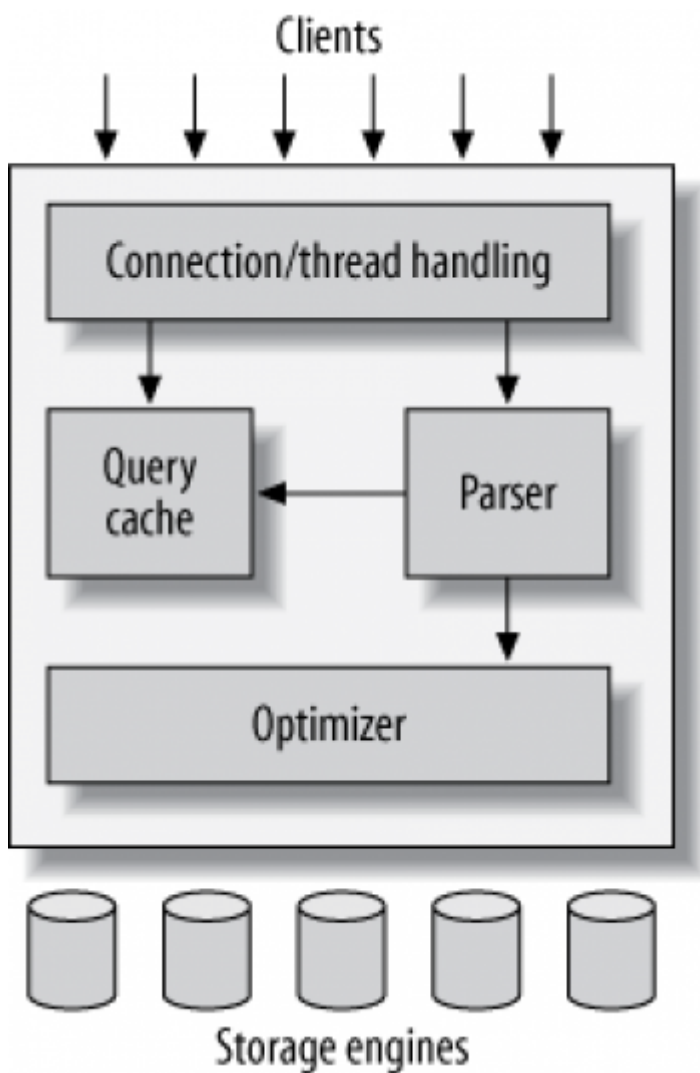 Clients
Connection/thread handling
Query
cache
Parser
Optimizer
Storage engines